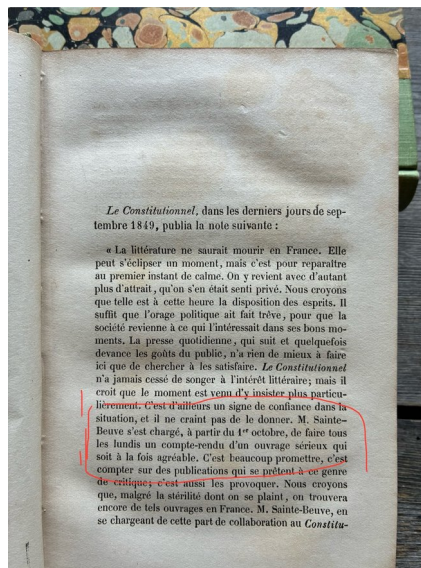 Le Constitutionnel, dans les derniers jours de sep-
tembre 1849, publia la note suivante :
« La littérature ne saurait mourir en France. Elle
peut s'éclipser un moment, mais c'est pour reparaître
au premier instant de calme. On y revient avec d'autant
plus d'attrait, qu'on s'en était senti privé. Nous croyons
que telle est à cette heure la disposition des esprits. Il
suffit que l'orage politique ait fait trêve, pour que la
société revienne à ce qui l'intéressait dans ses bons mo-
ments. La presse quotidienne, qui suit et quelquefois
devance les goûts du public, n'a rien de mieux à faire
ici que de chercher à les satisfaire. Le Constitutionnel
n'a jamais cessé de songer à l'intérêt littéraire; mais il
croit que le moment est venu d'y insister plus particu-
lièrement. C'est d'ailleurs un signe de confiance dans la
situation, et il ne craint pas de le donner. M. Sainte-
Beuve s'est chargé, à partir du 1er octobre, de faire tous
les lundis un compte-rendu d'un ouvrage sérieux qui
soit à la fois agréable. C'est beaucoup promettre, c'est
compter sur des publications qui se prêtent à ce genre
de critique; c'est aussi les provoquer. Nous croyons
que, malgré la stérilité dont on se plaint, on trouvera
encore de tels ouvrages en France. M. Sainte-Beuve, en
se chargeant de cette part de collaboration au Constitu-